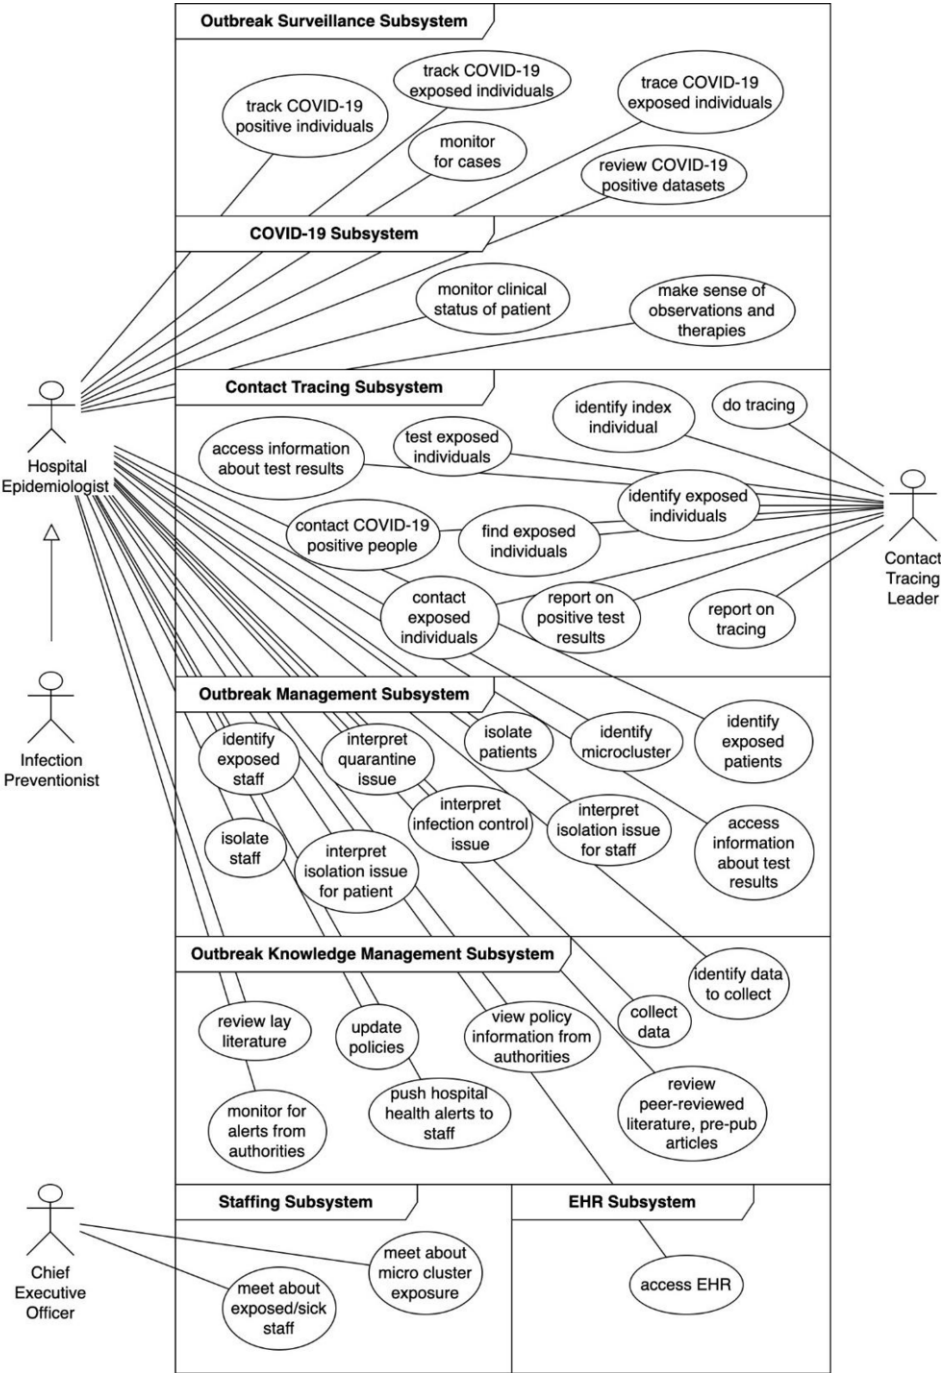 Outbreak Surveillance Subsystem
track COVID-19
positive individuals
track COVID-19
exposed individuals
trace COVID-19
exposed individuals
monitor
for cases
review COVID-19
positive datasets
COVID-19 Subsystem
monitor clinical
status of patient
make sense of
observations and
therapies
Hospital
Epidemiologist
Contact Tracing Subsystem
access information
about test results
test exposed
individuals
identify index
individual
do tracing
contact COVID-19
positive people
find exposed
individuals
identify exposed
individuals
contact
exposed
individuals
report on
positive test
results
report on
tracing
Contact
Tracing
Leader
Infection
Preventionist
Outbreak Management Subsystem
identify
exposed
staff
interpret
quarantine
issue
isolate
patients
identify
microcluster
identify
exposed
patients
isolate
staff
interpret
isolation issue
for patient
interpret
infection control
issue
interpret
isolation issue
for staff
access
information
about test
results
Outbreak Knowledge Management Subsystem
review lay
literature
update
policies
view policy
information from
authorities
collect
data
identify data
to collect
monitor for
alerts from
authorities
push hospital
health alerts to
staff
review
peer-reviewed
literature, pre-pub
articles
Chief
Executive
Officer
Staffing Subsystem
meet about
exposed/sick
staff
meet about
micro cluster
exposure
EHR Subsystem
access EHR